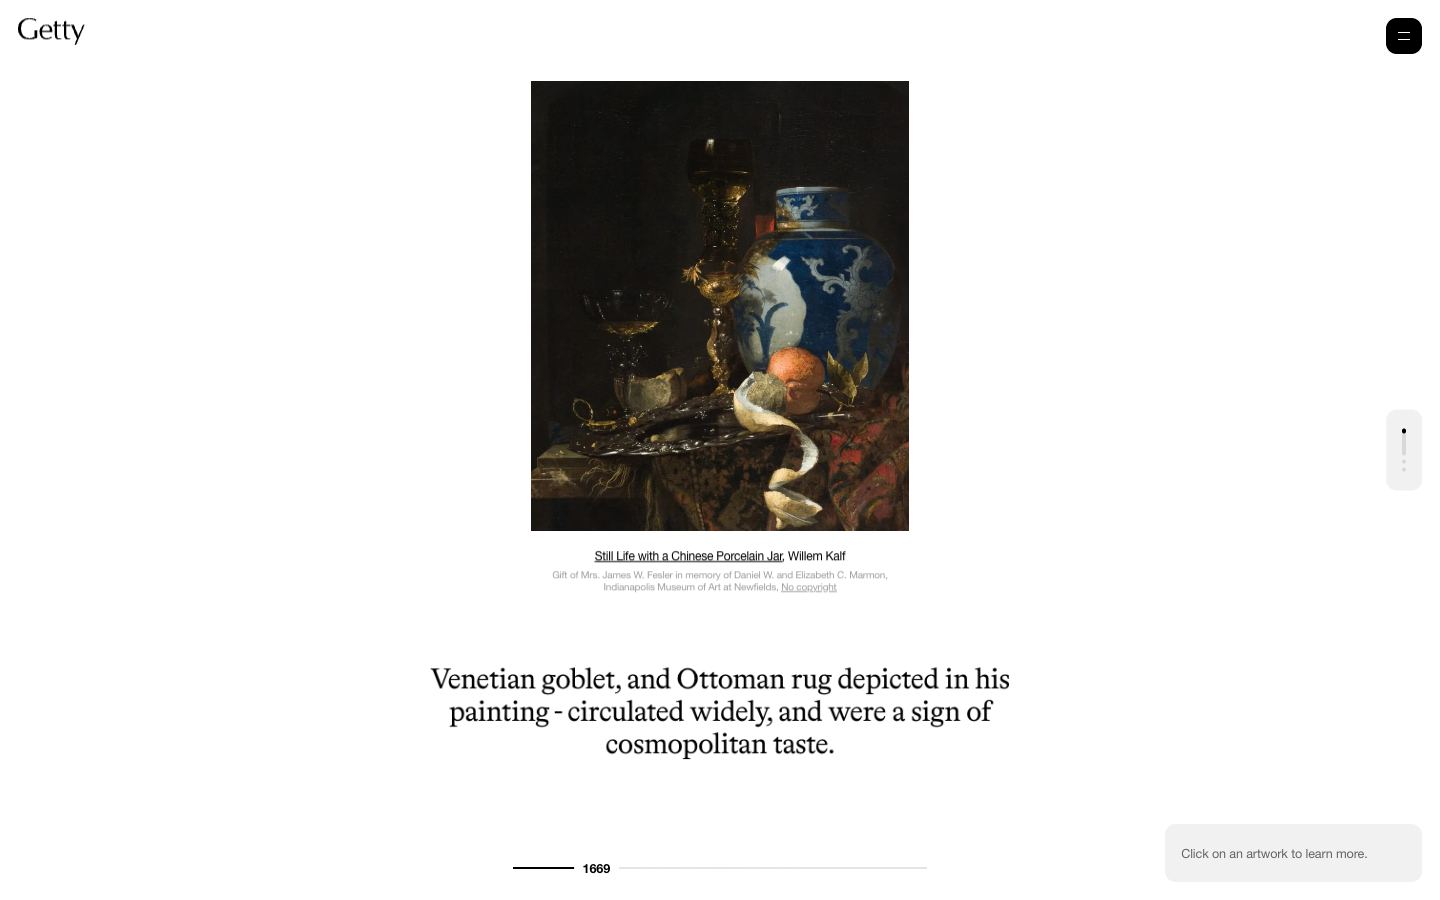 Getty
Still Life with a Chinese Porcelain Jar, Willem Kalf
Gift of Mrs. James W. Fesler in memory of Daniel W. and Elizabeth C. Marmon,
Indianapolis Museum of Art at Newfields, No copyright
Venetian goblet, and Ottoman rug depicted in his
painting - circulated widely, and were a sign of
cosmopolitan taste.
1669
Click on an artwork to learn more.